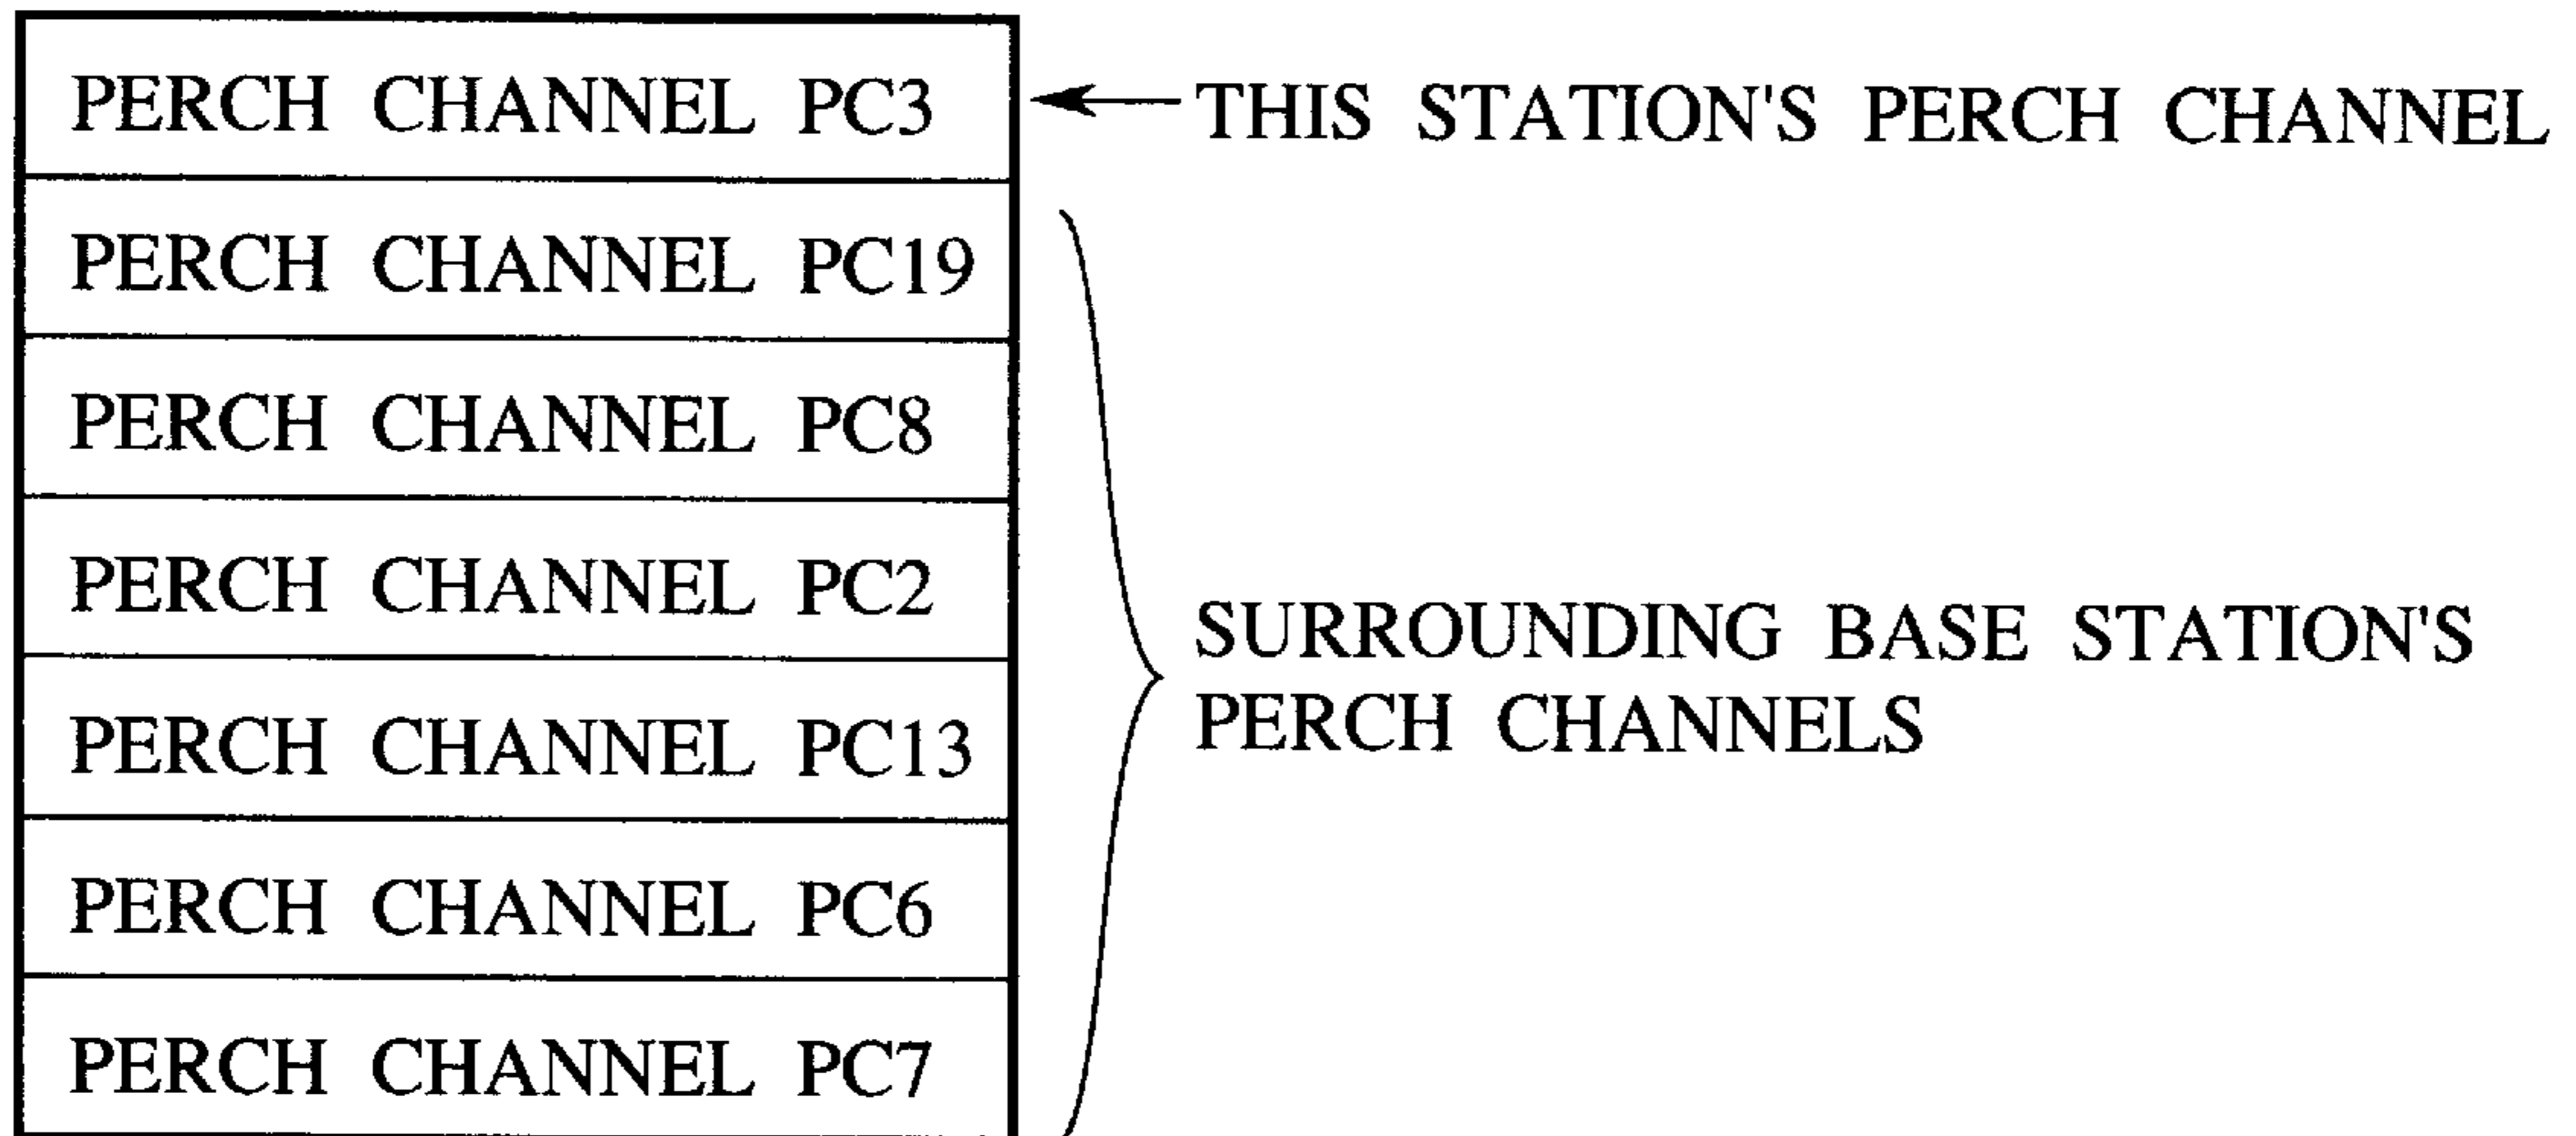 PERCH CHANNEL PC3
THIS STATION'S PERCH CHANNEL
PERCH CHANNEL PC19
PERCH CHANNEL PC8
PERCH CHANNEL PC2
PERCH CHANNEL PC13
PERCH CHANNEL PC6
PERCH CHANNEL PC7
SURROUNDING BASE STATION'S
PERCH CHANNELS